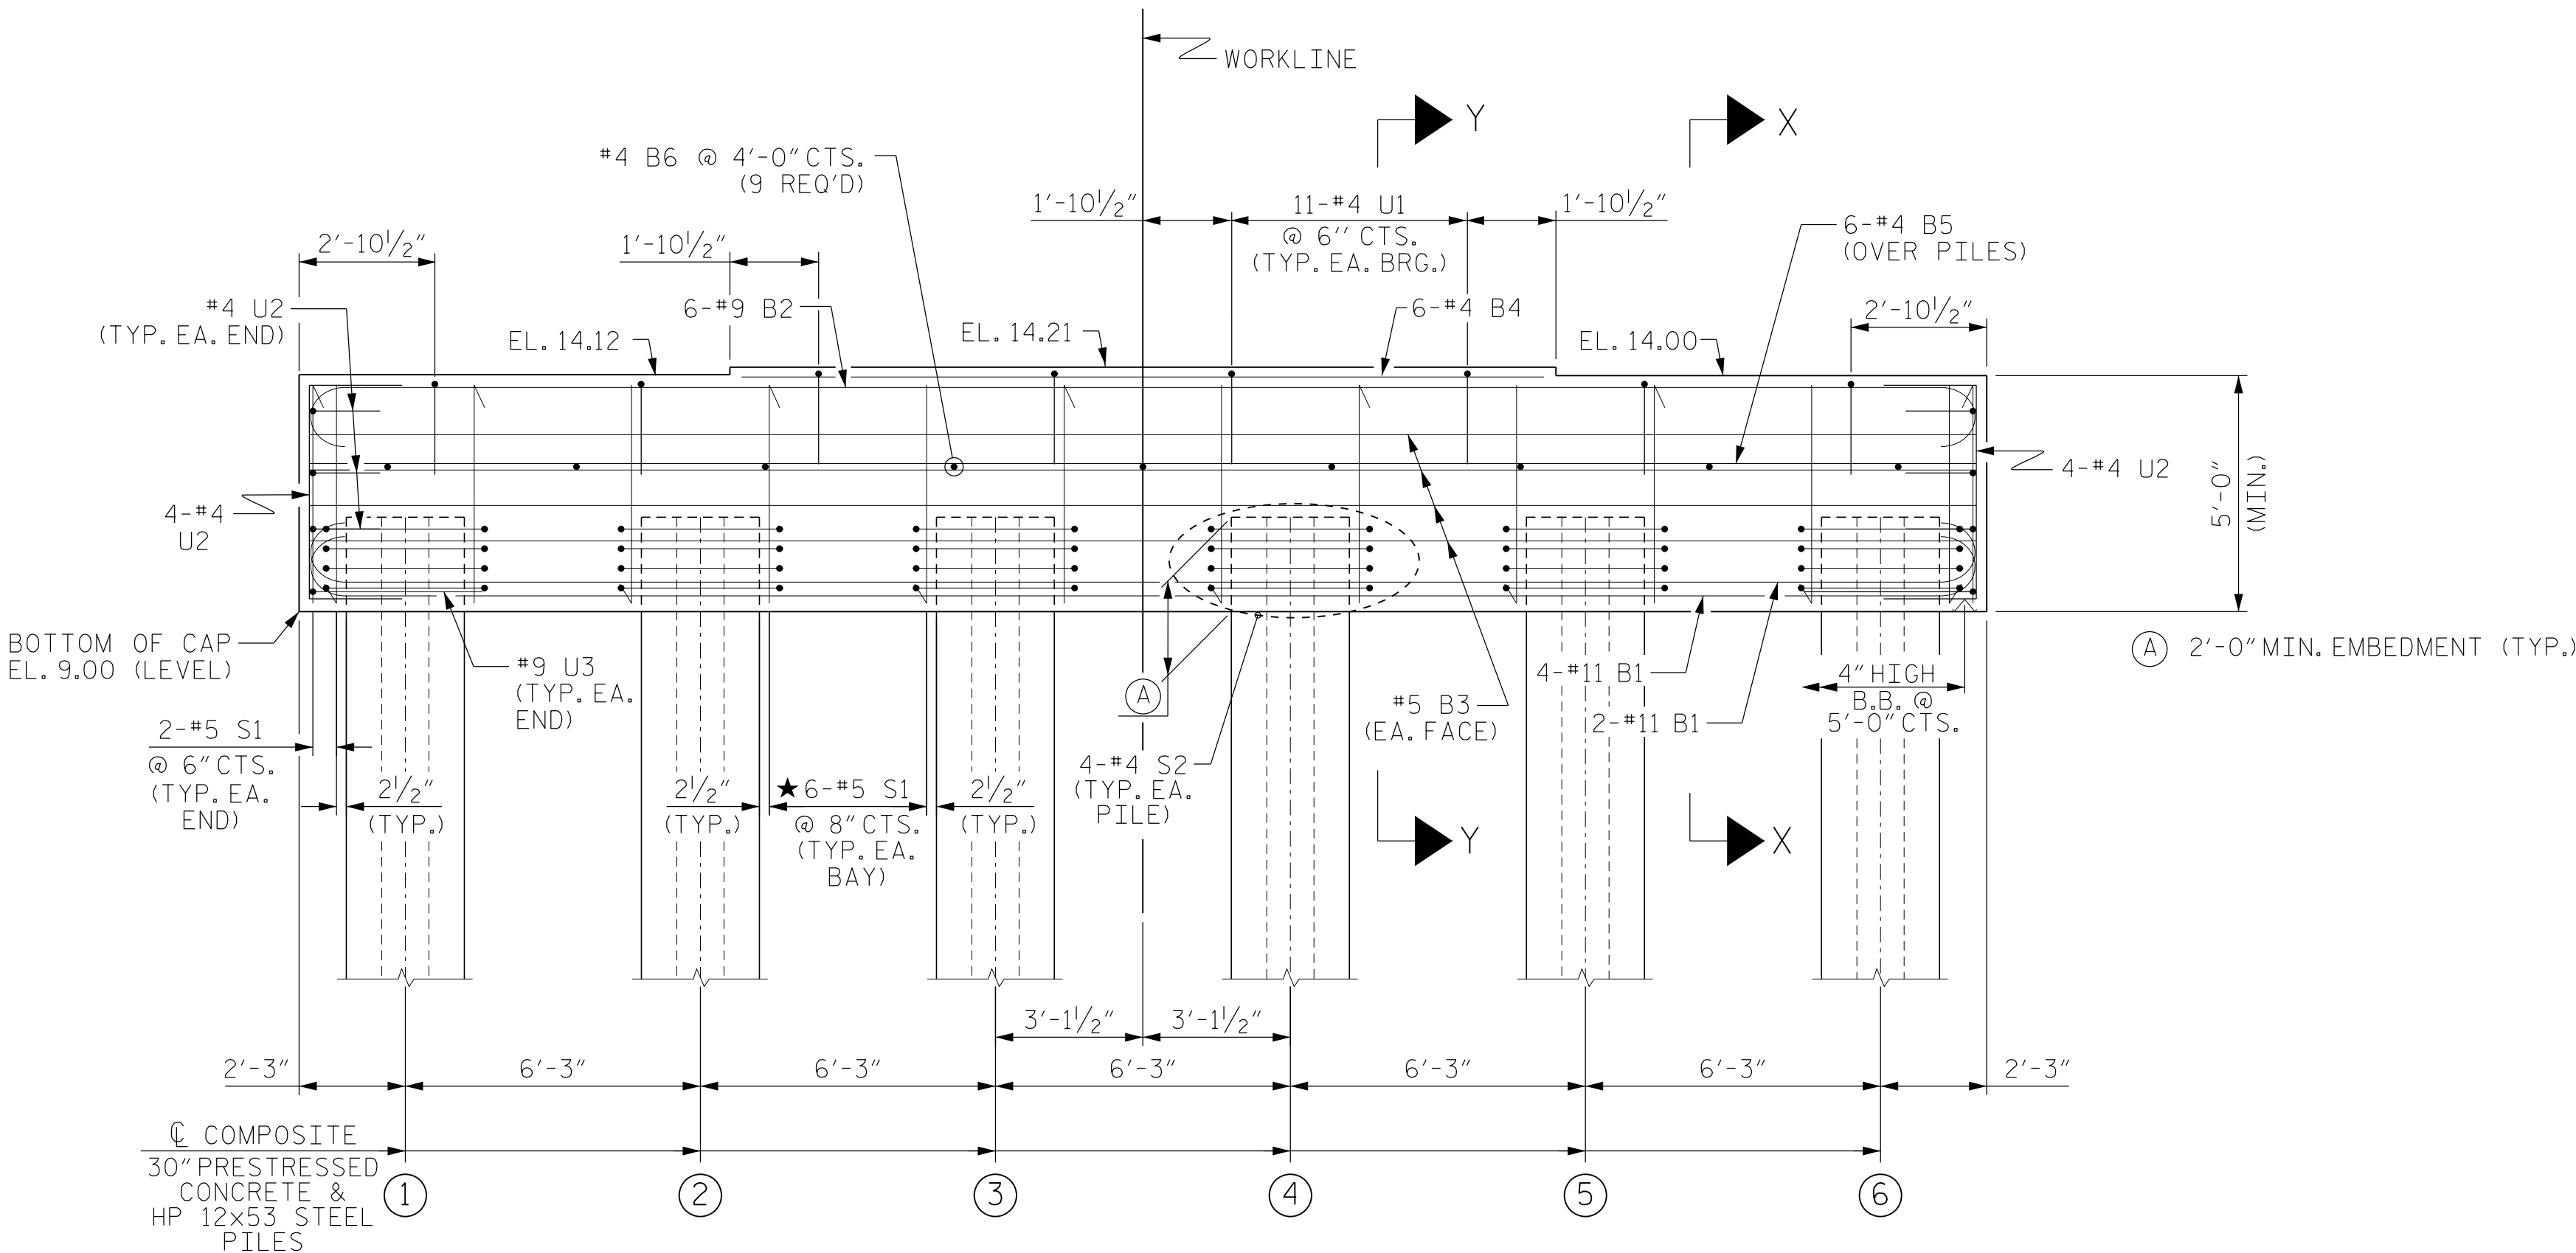 WORKLINE
Y
X
#4 B6 @ 4'-0" CTS.
(9 REQ'D)
1'-10½"
11-#4 U1
@ 6" CTS.
(TYP. EA. BRG.)
1'-10½"
6-#4 B5
(OVER PILES)
2'-10½"
1'-10½"
#4 U2
(TYP. EA. END)
6-#9 B2
6-#4 B4
2'-10½"
EL. 14.12
EL. 14.21
EL. 14.00
4-#4
U2
4-#4 U2
5'-0"
(MIN.)
BOTTOM OF CAP
EL. 9.00 (LEVEL)
#9 U3
(TYP. EA.
END)
A
#5 B3
(EA. FACE)
4-#11 B1
2-#11 B1
4" HIGH
B.B. @
5'-0" CTS.
A 2'-0" MIN. EMBEDMENT (TYP.)
2-#5 S1
@ 6" CTS.
(TYP. EA.
END)
2½"
(TYP.)
2½"
(TYP.)
★ 6-#5 S1
@ 8" CTS.
(TYP. EA.
BAY)
2½"
(TYP.)
4-#4 S2
(TYP. EA.
PILE)
Y
X
3'-1½"
3'-1½"
2'-3"
6'-3"
6'-3"
6'-3"
6'-3"
6'-3"
2'-3"
℄ COMPOSITE
30" PRESTRESSED
CONCRETE &
HP 12x53 STEEL
PILES
1
2
3
4
5
6